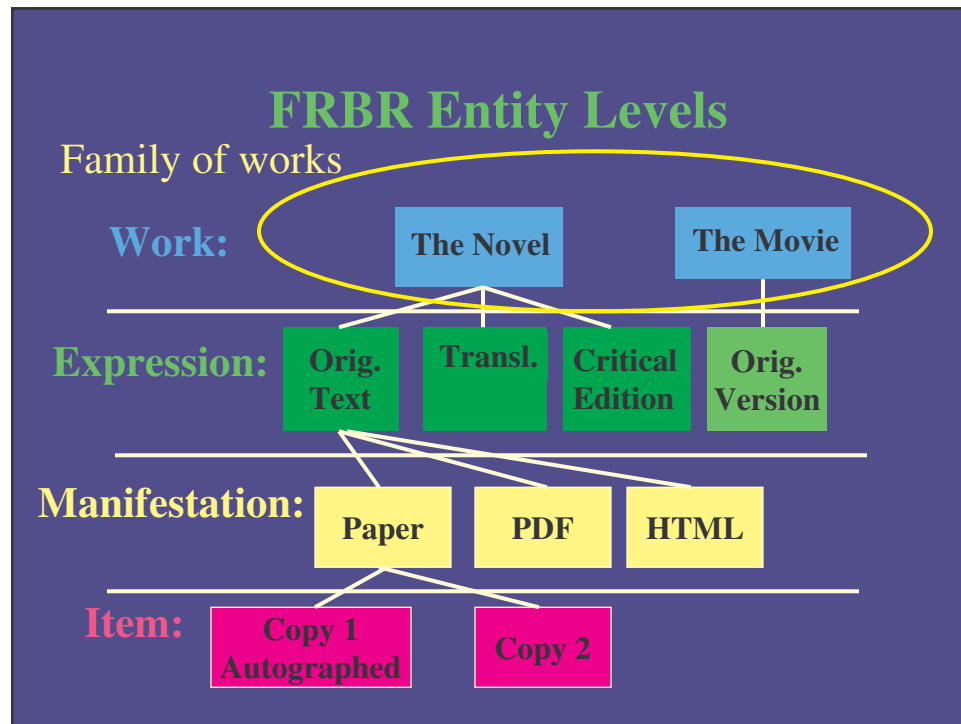 FRBR Entity Levels
Family of works
Work:
The Novel
The Movie
Expression:
Orig.
Text
Transl.
Critical
Edition
Orig.
Version
Manifestation:
Paper
PDF
HTML
Item:
Copy 1
Autographed
Copy 2